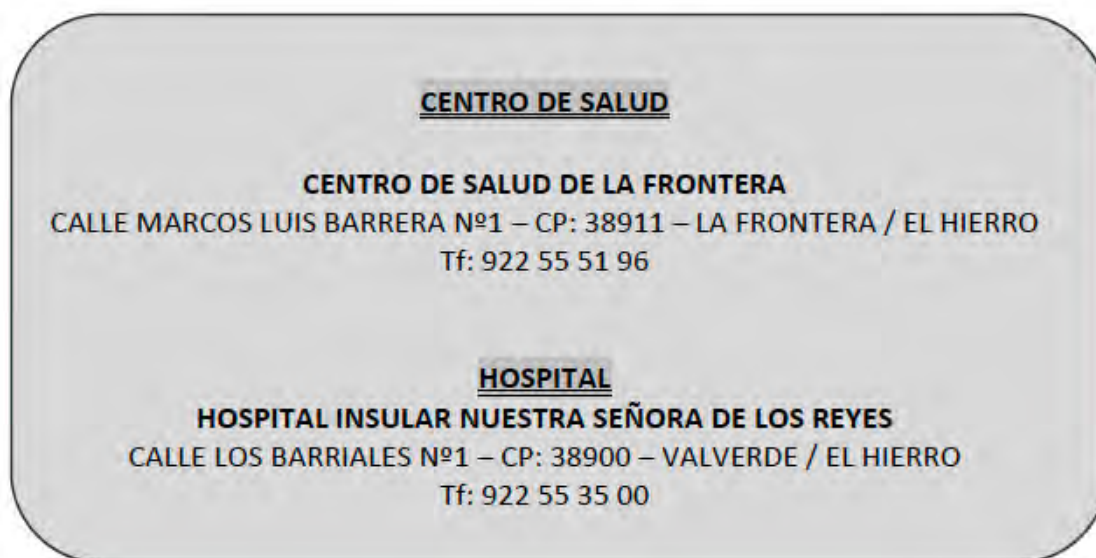 CENTRO DE SALUD
CENTRO DE SALUD DE LA FRONTERA
CALLE MARCOS LUIS BARRERA Nº1 – CP: 38911 – LA FRONTERA / EL HIERRO
Tf: 922 55 51 96
HOSPITAL
HOSPITAL INSULAR NUESTRA SEÑORA DE LOS REYES
CALLE LOS BARRIALES Nº1 – CP: 38900 – VALVERDE / EL HIERRO
Tf: 922 55 35 00